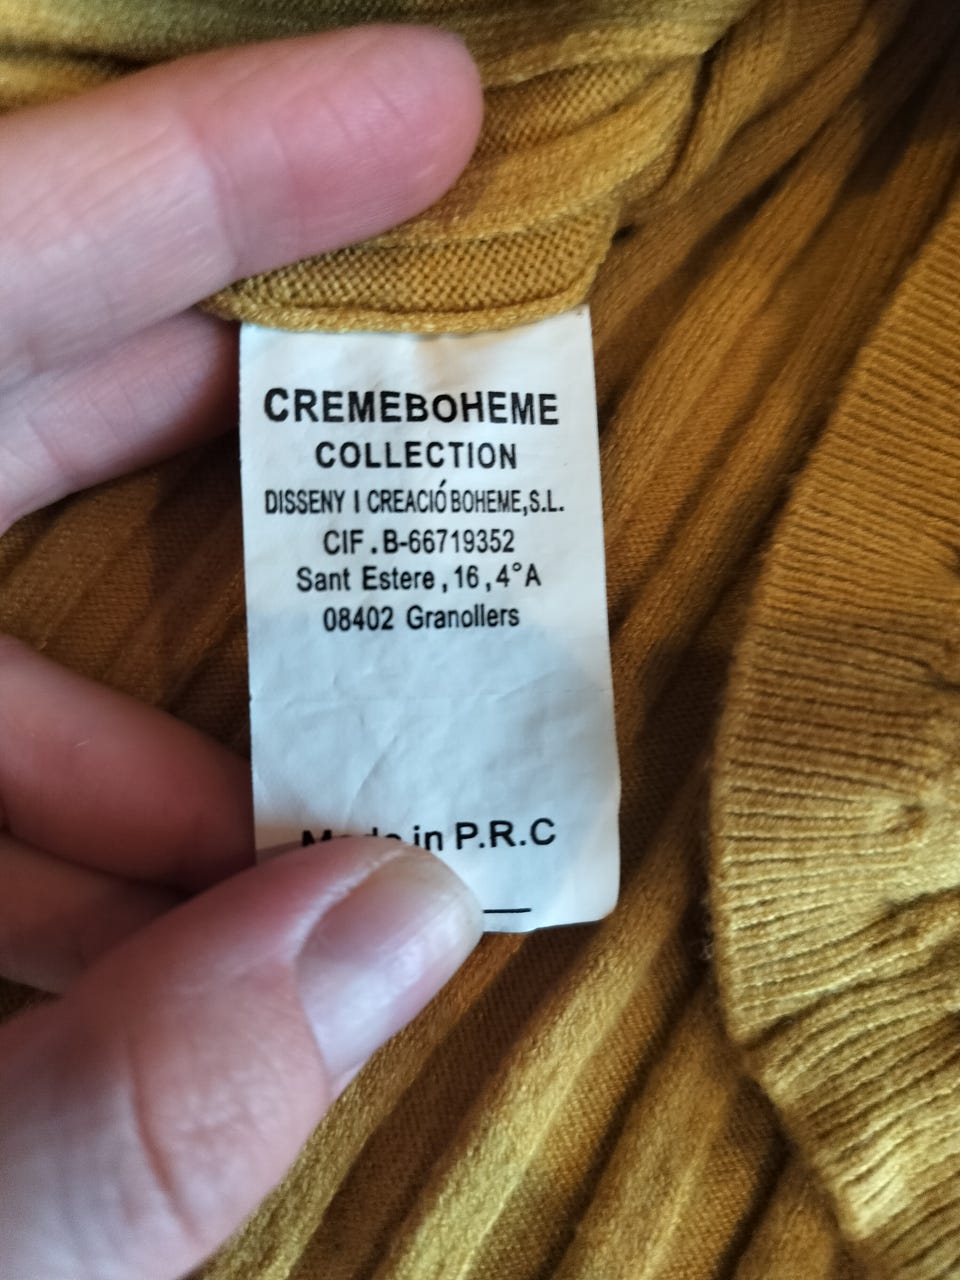 CREMEBOHEME
COLLECTION
DISSENY I CREACIÓ BOHEME,S.L.
CIF.B-66719352
Sant Estere,16,4°A
08402 Granollers
in P.R.C